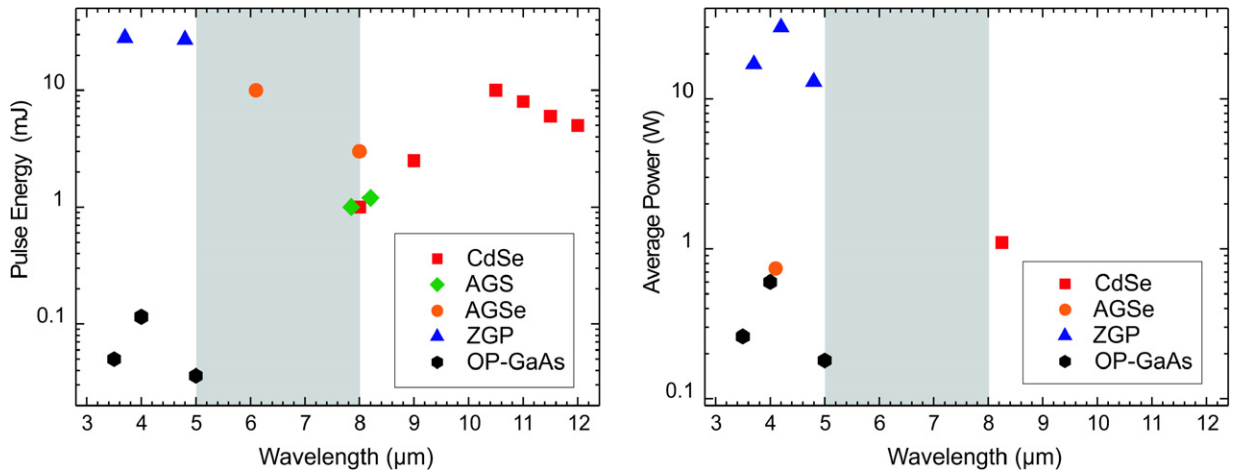 Pulse Energy (mJ)
10
1
0.1
3 4 5 6 7 8 9 10 11 12
Wavelength (μm)
CdSe
AGS
AGSe
ZGP
OP-GaAs
Average Power (W)
10
1
0.1
3 4 5 6 7 8 9 10 11 12
Wavelength (μm)
CdSe
AGSe
ZGP
OP-GaAs